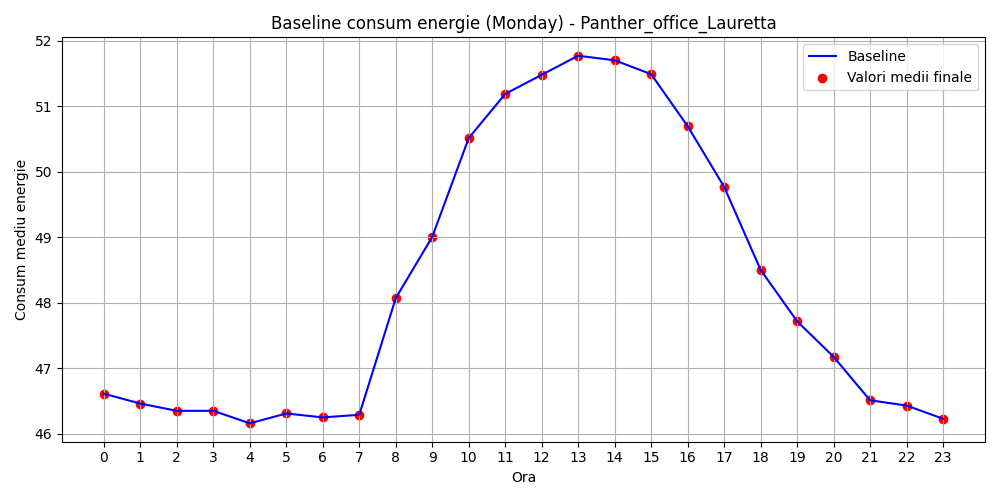 Baseline consum energie (Monday) - Panther_office_Lauretta
Baseline
Valori medii finale
Consum mediu energie
52
51
50
49
48
47
46
0 1 2 3 4 5 6 7 8 9 10 11 12 13 14 15 16 17 18 19 20 21 22 23
Ora